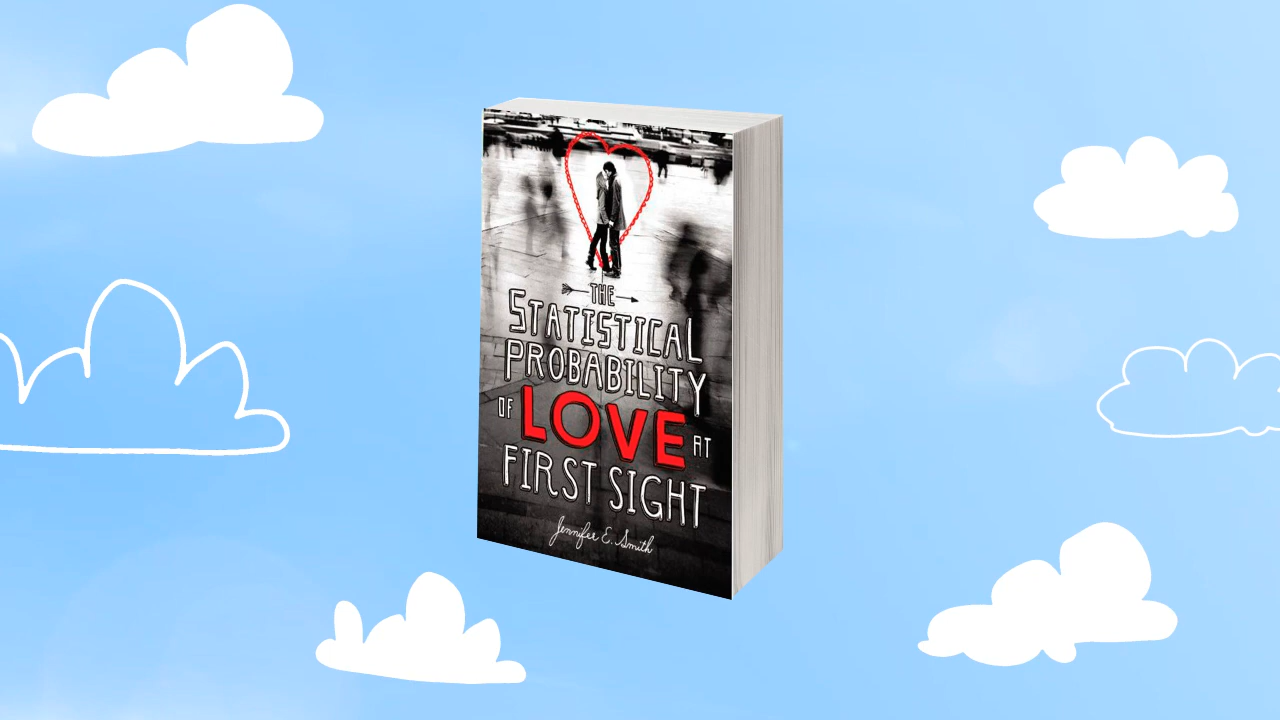 THE
STATISTICAL
PROBABILITY
OF LOVE AT
FIRST SIGHT
Jennifer E. Smith